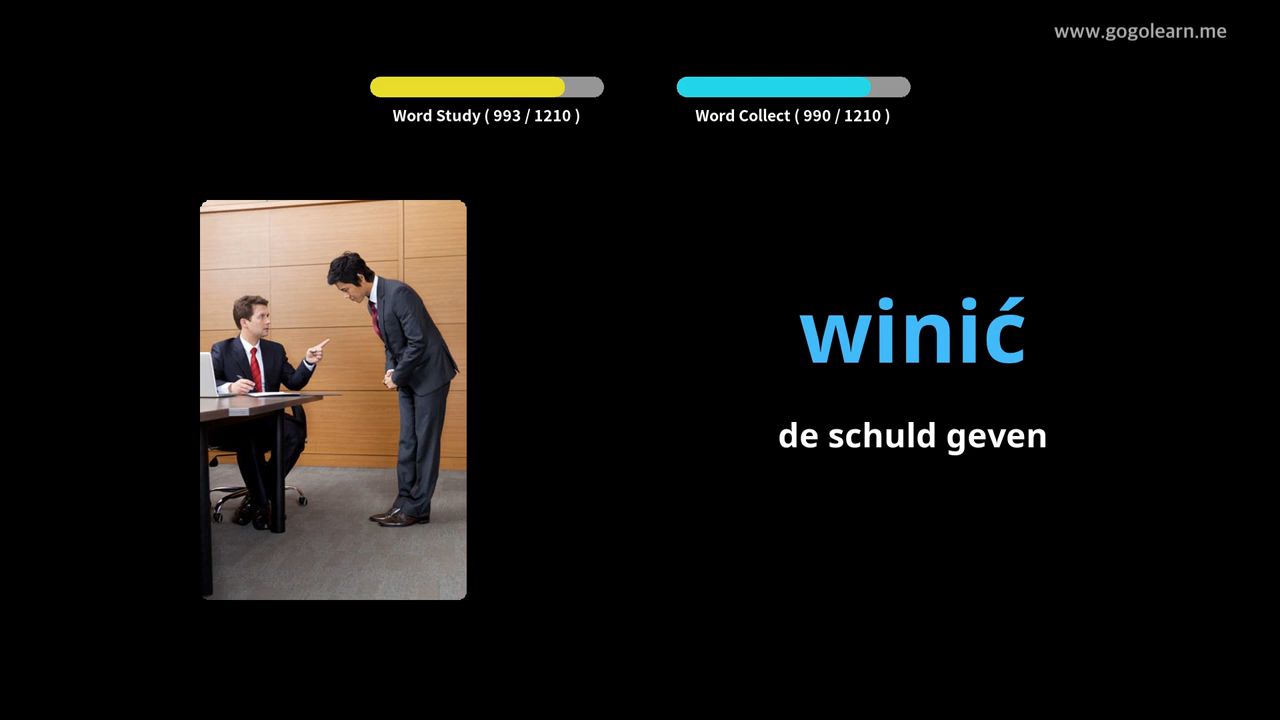 www.gogolearn.me
Word Study ( 993 / 1210 )
Word Collect ( 990 / 1210 )
winić
de schuld geven